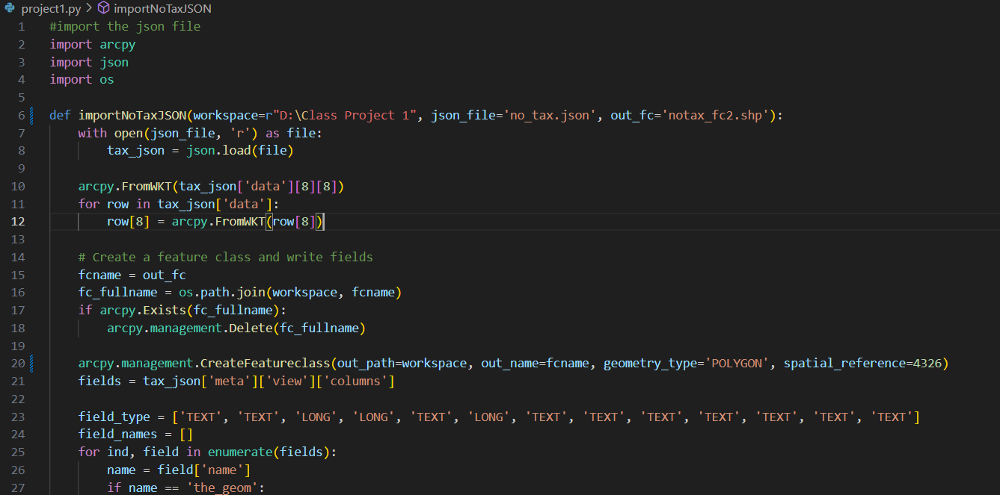 project1.py > importNoTaxJSON
1 #import the json file
2 import arcpy
3 import json
4 import os
5
6 def importNoTaxJSON(workspace=r"D:\Class Project 1", json_file='no_tax.json', out_fc='notax_fc2.shp'):
7     with open(json_file, 'r') as file:
8         tax_json = json.load(file)
9
10     arcpy.FromWKT(tax_json['data'][8][8])
11     for row in tax_json['data']:
12         row[8] = arcpy.FromWKT(row[8])
13
14     # Create a feature class and write fields
15     fcname = out_fc
16     fc_fullname = os.path.join(workspace, fcname)
17     if arcpy.Exists(fc_fullname):
18         arcpy.management.Delete(fc_fullname)
19
20     arcpy.management.CreateFeatureclass(out_path=workspace, out_name=fcname, geometry_type='POLYGON', spatial_reference=4326)
21     fields = tax_json['meta']['view']['columns']
22
23     field_type = ['TEXT', 'TEXT', 'LONG', 'LONG', 'TEXT', 'LONG', 'TEXT', 'TEXT', 'TEXT', 'TEXT', 'TEXT', 'TEXT', 'TEXT']
24     field_names = []
25     for ind, field in enumerate(fields):
26         name = field['name']
27         if name == 'the_geom':